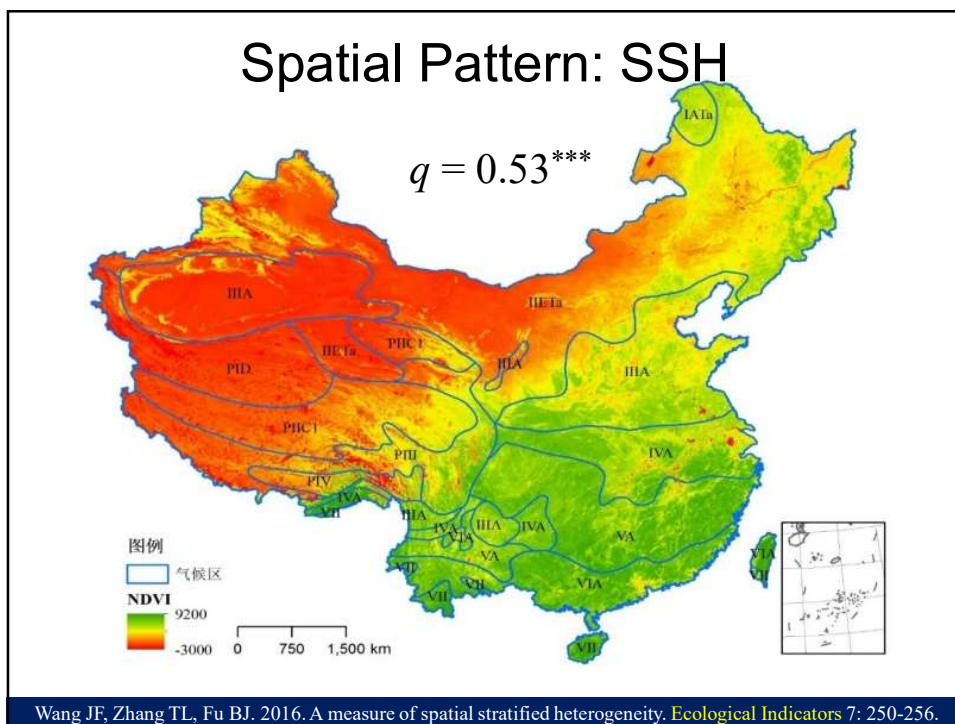 Spatial Pattern: SSH
q = 0.53***
IATa
IIIA
IIETa
PIIC1
IIETa
IIIA
PID
IIIA
PIIC1
PIII
IVA
PIV
IVA
VII
IIIA
IVA
VIA
IIIA
IVA
VA
VA
VIA
VII
VII
VII
VIA
VII
VII
图例
气候区
NDVI
9200
-3000
0 750 1,500 km
Wang JF, Zhang TL, Fu BJ. 2016. A measure of spatial stratified heterogeneity. Ecological Indicators 7: 250-256.